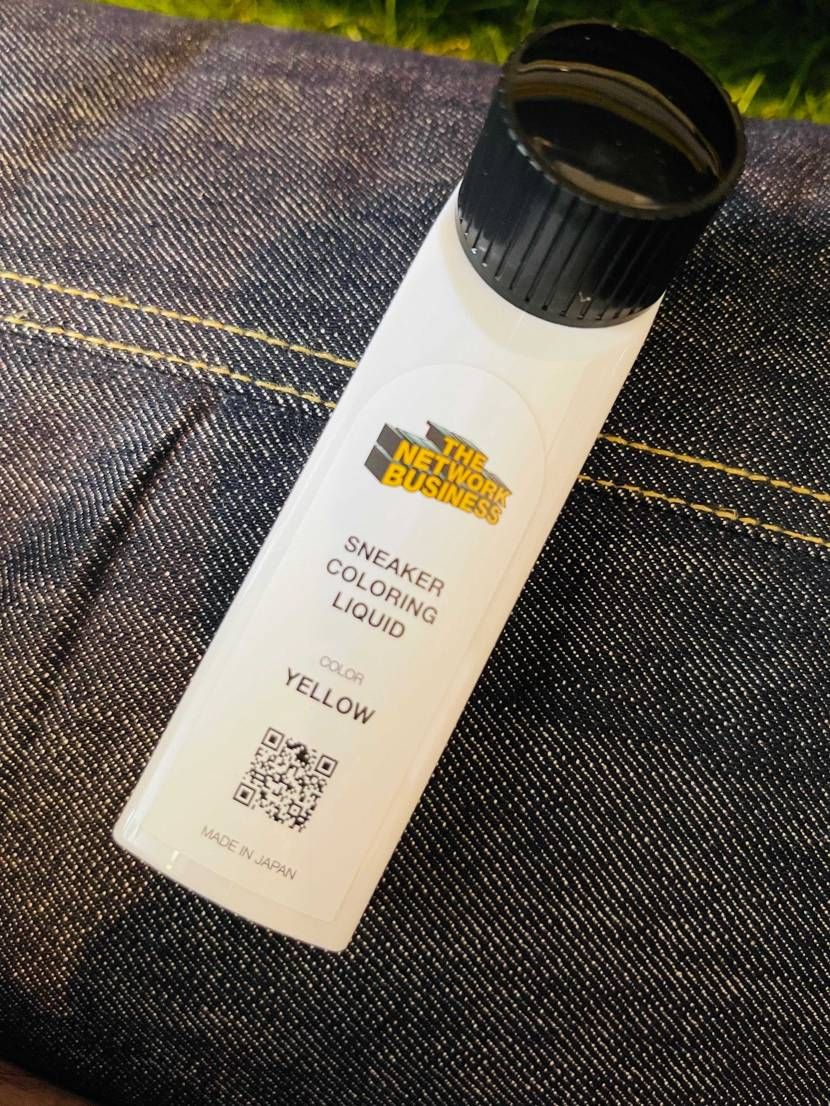 THE
NETWORK
BUSINESS
SNEAKER
COLORING
LIQUID
COLOR
YELLOW
MADE IN JAPAN